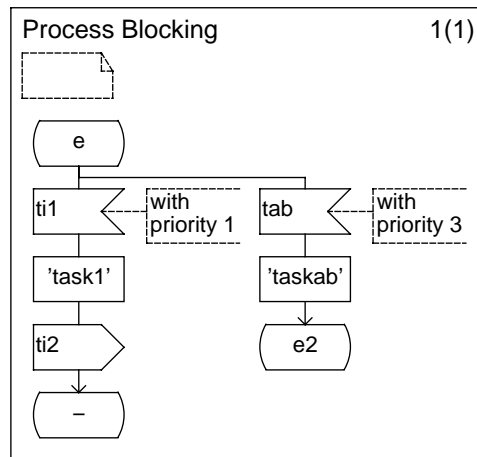 Process Blocking 1(1)
e
ti1
with
priority 1
tab
with
priority 3
’task1’
’taskab’
ti2
e2
–